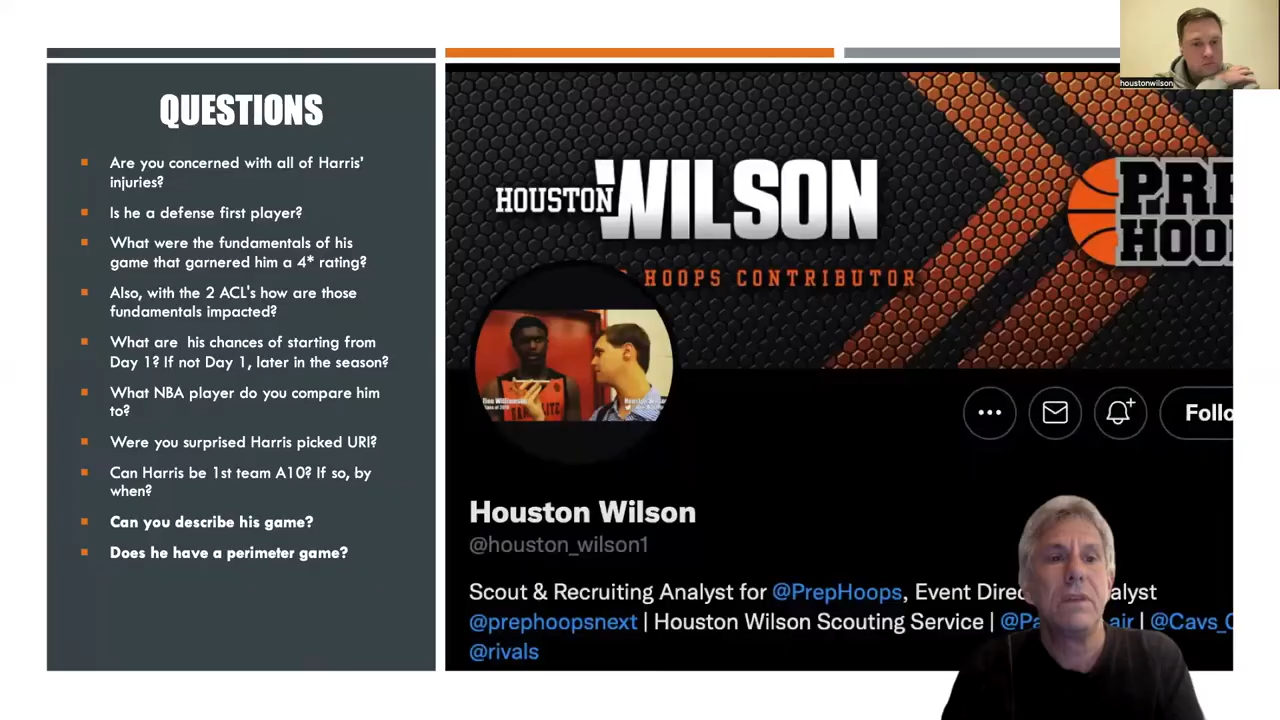 QUESTIONS
Are you concerned with all of Harris'
injuries?
Is he a defense first player?
What were the fundamentals of his
game that garnered him a 4* rating?
Also, with the 2 ACL's how are those
fundamentals impacted?
What are his chances of starting from
Day 1? If not Day 1, later in the season?
What NBA player do you compare him
to?
Were you surprised Harris picked URI?
Can Harris be 1st team A10? If so, by
when?
Can you describe his game?
Does he have a perimeter game?
houstonwilson
HOUSTON WILSON
HOOPS CONTRIBUTOR
PRE
HOO
Follo
Houston Wilson
@houston_wilson1
Scout & Recruiting Analyst for @PrepHoops, Event Direc alyst
@prephoopsnext | Houston Wilson Scouting Service | @Pa air | @Cavs_C
@rivals